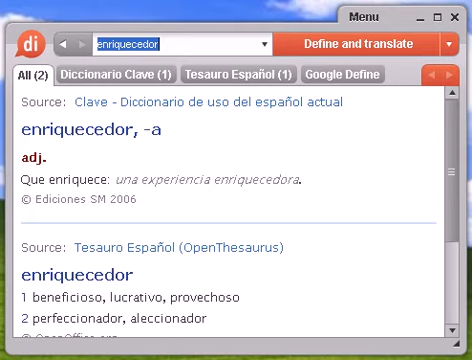 Menu
di
enriquecedor
Define and translate
All (2)
Diccionario Clave (1)
Tesauro Español (1)
Google Define
Source: Clave - Diccionario de uso del español actual
enriquecedor, -a
adj.
Que enriquece: una experiencia enriquecedora.
© Ediciones SM 2006
Source: Tesauro Español (OpenThesaurus)
enriquecedor
1 beneficioso, lucrativo, provechoso
2 perfeccionador, aleccionador
© OpenOffice.org